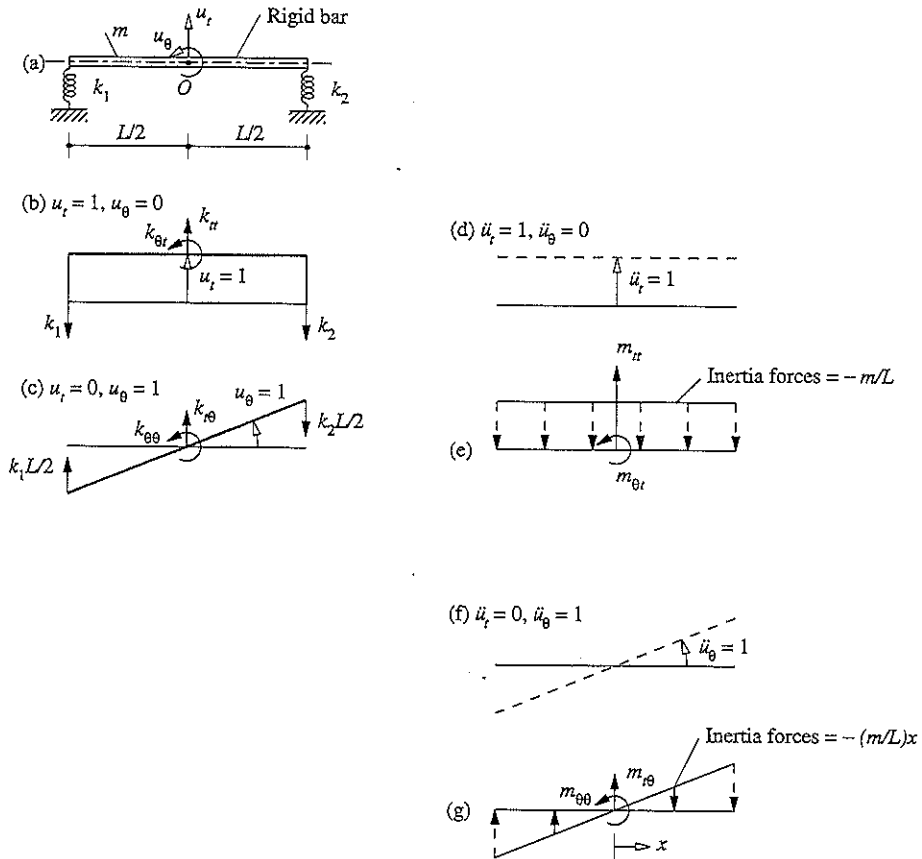 u_t
Rigid bar
m
u_θ
(a)
O
k_1
k_2
L/2
L/2
(b) u_t = 1, u_θ = 0
k_tt
k_θt
u_t = 1
k_1
k_2
(c) u_t = 0, u_θ = 1
u_θ = 1
k_tθ
k_θθ
k_2L/2
k_1L/2
(d) ü_t = 1, ü_θ = 0
ü_t = 1
m_tt
Inertia forces = − m/L
(e)
m_θt
(f) ü_t = 0, ü_θ = 1
ü_θ = 1
Inertia forces = − (m/L)x
m_tθ
m_θθ
(g)
x